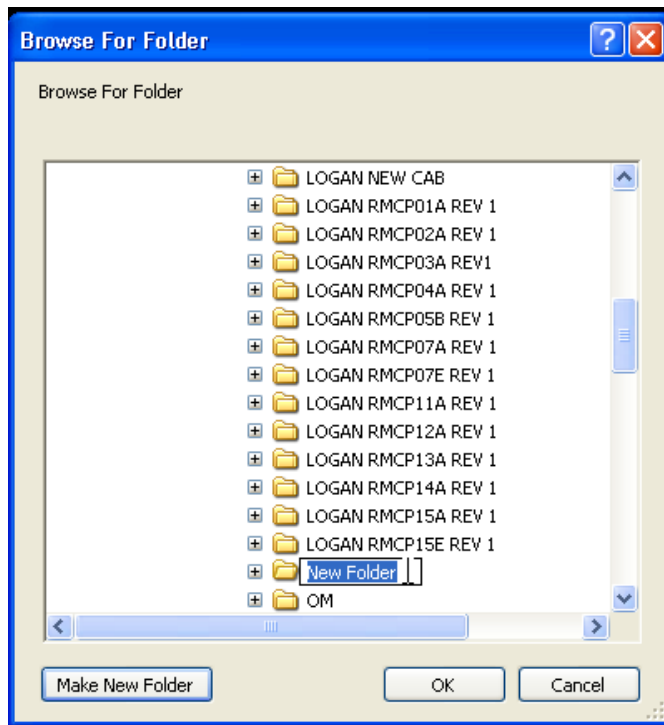 Browse For Folder
Browse For Folder
LOGAN NEW CAB
LOGAN RMCP01A REV 1
LOGAN RMCP02A REV 1
LOGAN RMCP03A REV1
LOGAN RMCP04A REV 1
LOGAN RMCP05B REV 1
LOGAN RMCP07A REV 1
LOGAN RMCP07E REV 1
LOGAN RMCP11A REV 1
LOGAN RMCP12A REV 1
LOGAN RMCP13A REV 1
LOGAN RMCP14A REV 1
LOGAN RMCP15A REV 1
LOGAN RMCP15E REV 1
New Folder
OM
Make New Folder OK Cancel